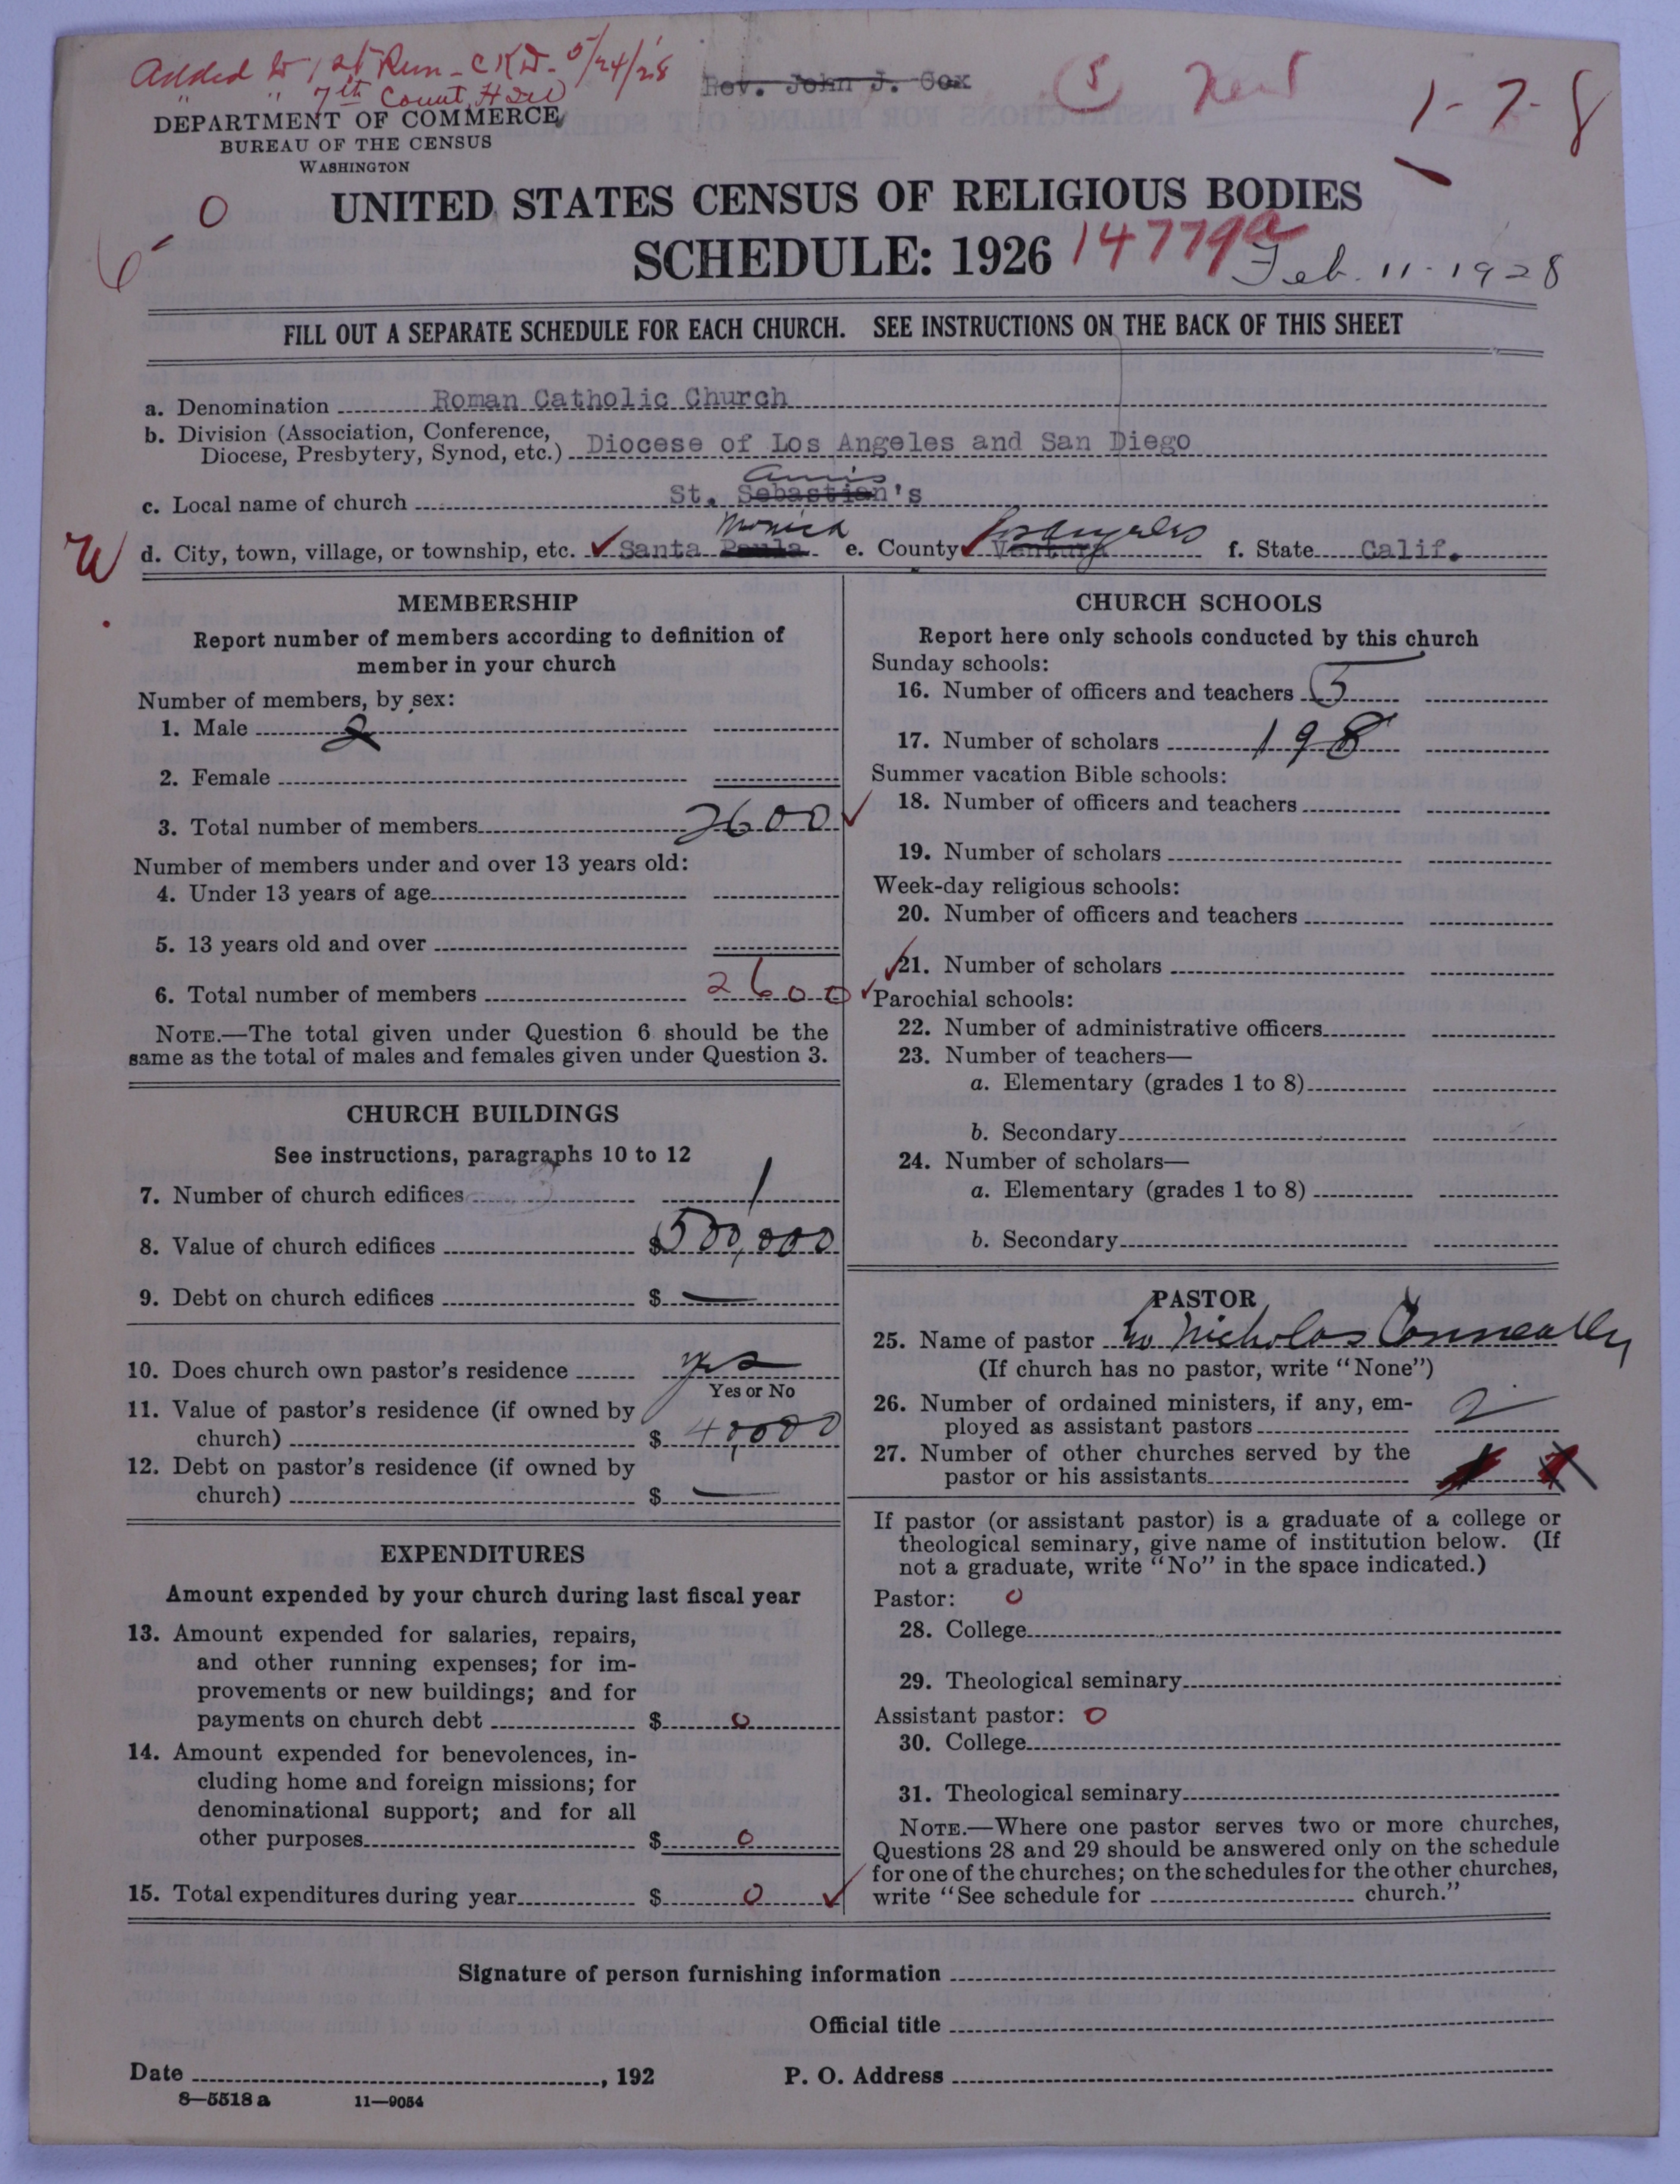 Added to 1st Run - CKD - 5/24/28
" " 7th Count, H
Rev. John J. Cox
5
1-7-8
DEPARTMENT OF COMMERCE
BUREAU OF THE CENSUS
WASHINGTON
6-0
UNITED STATES CENSUS OF RELIGIOUS BODIES
SCHEDULE: 1926 14779a
Feb. 11-1928
FILL OUT A SEPARATE SCHEDULE FOR EACH CHURCH. SEE INSTRUCTIONS ON THE BACK OF THIS SHEET
a. Denomination Roman Catholic Church
b. Division (Association, Conference,
Diocese, Presbytery, Synod, etc.) Diocese of Los Angeles and San Diego
c. Local name of church St. Sebastian's
Monica Los Angeles
W d. City, town, village, or township, etc. Santa Paula e. County Ventura f. State Calif.
MEMBERSHIP
Report number of members according to definition of
member in your church
Number of members, by sex:
1. Male 2
2. Female
3. Total number of members 2600
Number of members under and over 13 years old:
4. Under 13 years of age
5. 13 years old and over
6. Total number of members 2600
NOTE.—The total given under Question 6 should be the
same as the total of males and females given under Question 3.
CHURCH BUILDINGS
See instructions, paragraphs 10 to 12
7. Number of church edifices 1
8. Value of church edifices $ 500,000
9. Debt on church edifices $ —
10. Does church own pastor's residence yes
Yes or No
11. Value of pastor's residence (if owned by
church) $ 40,000
12. Debt on pastor's residence (if owned by
church) $ —
EXPENDITURES
Amount expended by your church during last fiscal year
13. Amount expended for salaries, repairs,
and other running expenses; for im-
provements or new buildings; and for
payments on church debt $ 0
14. Amount expended for benevolences, in-
cluding home and foreign missions; for
denominational support; and for all
other purposes $ 0
15. Total expenditures during year $ 0
CHURCH SCHOOLS
Report here only schools conducted by this church
Sunday schools:
16. Number of officers and teachers 5
17. Number of scholars 198
Summer vacation Bible schools:
18. Number of officers and teachers
19. Number of scholars
Week-day religious schools:
20. Number of officers and teachers
21. Number of scholars
Parochial schools:
22. Number of administrative officers
23. Number of teachers—
a. Elementary (grades 1 to 8)
b. Secondary
24. Number of scholars—
a. Elementary (grades 1 to 8)
b. Secondary
PASTOR
25. Name of pastor Nicholas Conneally
(If church has no pastor, write "None")
26. Number of ordained ministers, if any, em-
ployed as assistant pastors 2
27. Number of other churches served by the
pastor or his assistants
If pastor (or assistant pastor) is a graduate of a college or
theological seminary, give name of institution below. (If
not a graduate, write "No" in the space indicated.)
Pastor: 0
28. College
29. Theological seminary
Assistant pastor: 0
30. College
31. Theological seminary
NOTE.—Where one pastor serves two or more churches,
Questions 28 and 29 should be answered only on the schedule
for one of the churches; on the schedules for the other churches,
write "See schedule for church."
Signature of person furnishing information
Official title
Date , 192 P. O. Address
8—5518 a 11—9054